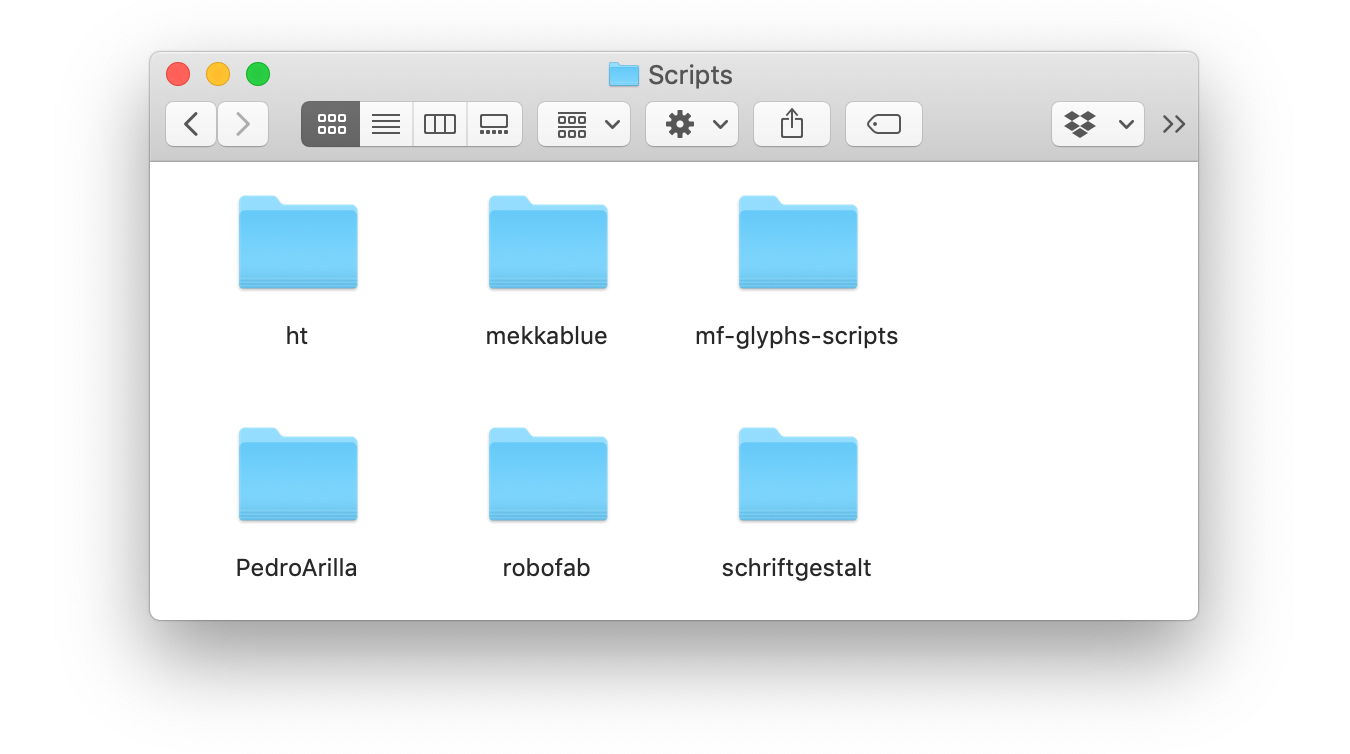 Scripts
ht
mekkablue
mf-glyphs-scripts
PedroArilla
robofab
schriftgestalt